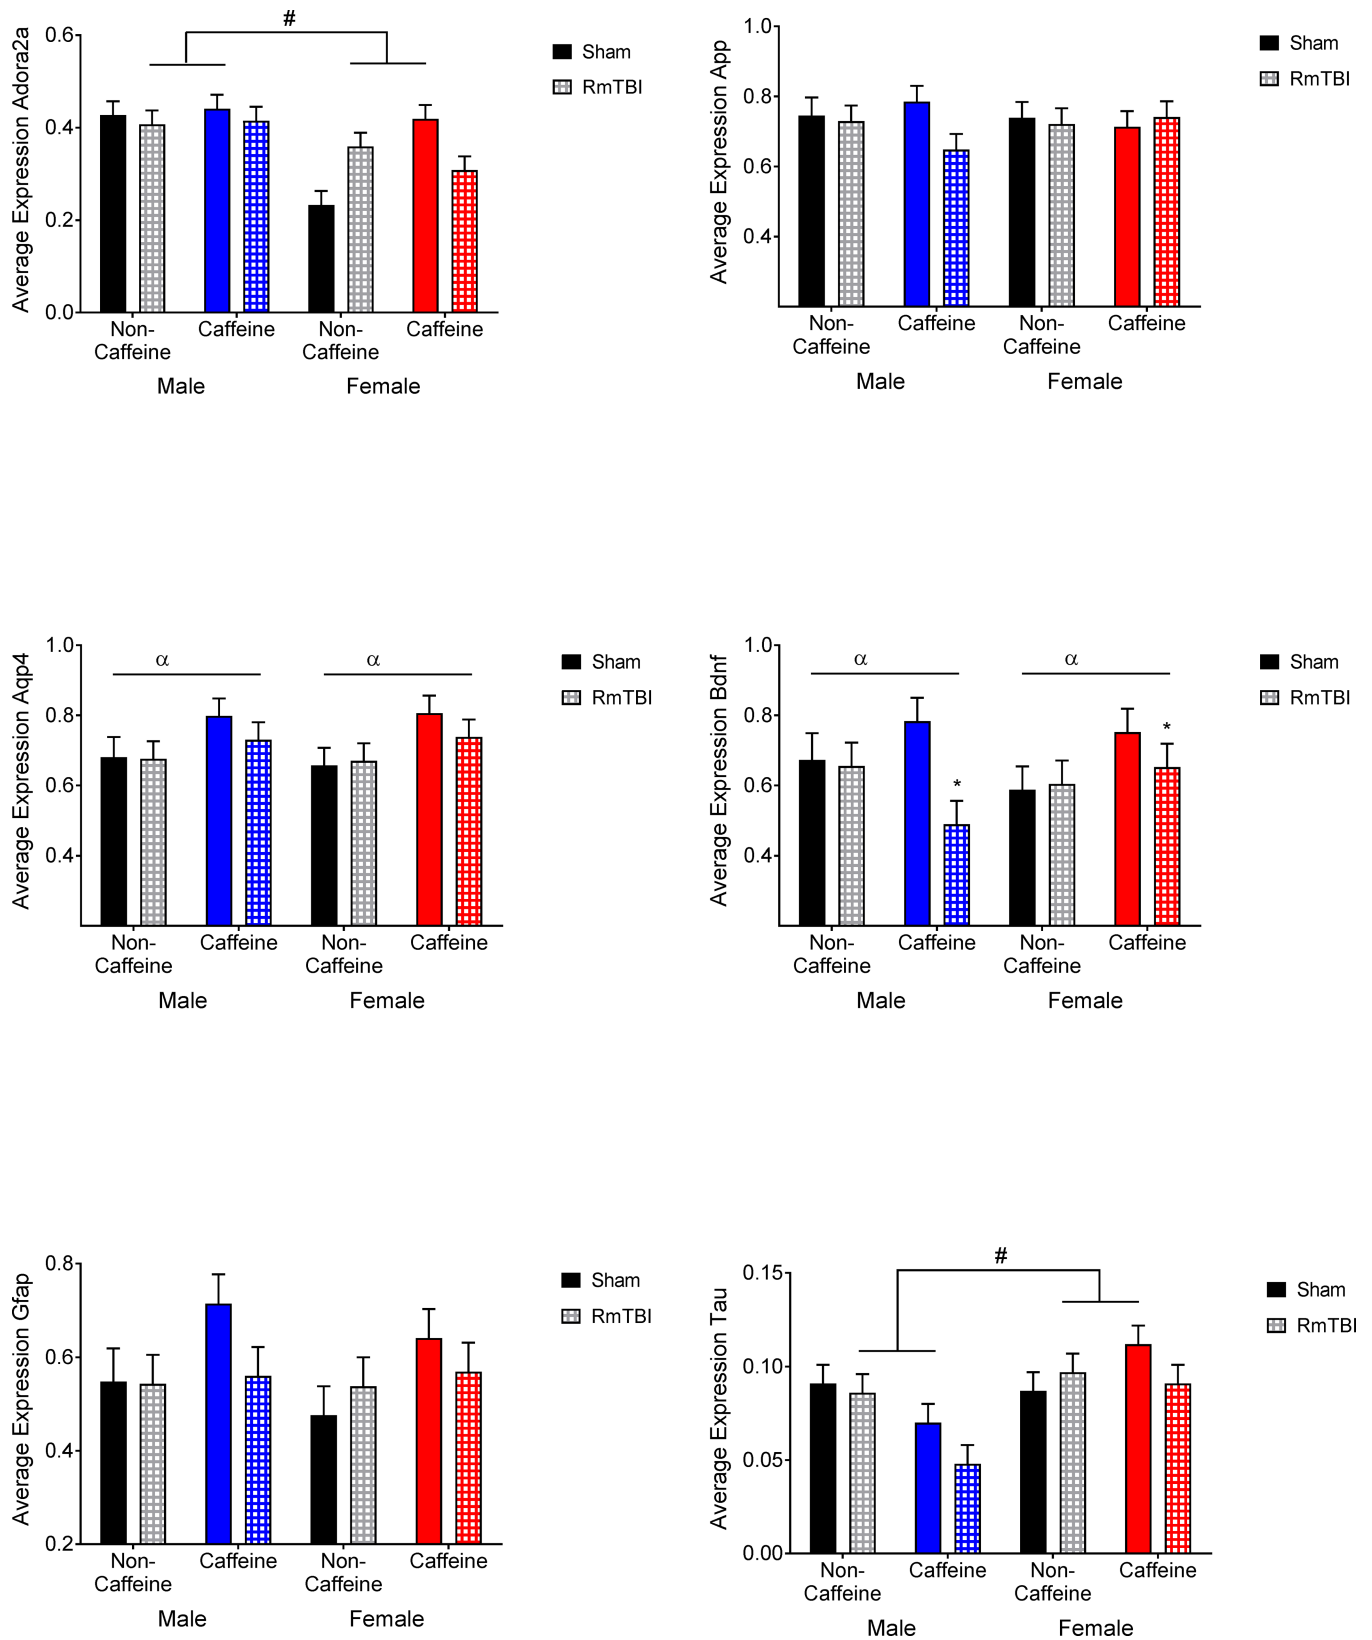 #
Average Expression Adora2a
0.6
0.4
0.2
0.0
Sham
RmTBI
Non-
Caffeine
Caffeine
Non-
Caffeine
Caffeine
Male
Female
Average Expression App
1.0
0.8
0.6
0.4
Sham
RmTBI
Non-
Caffeine
Caffeine
Non-
Caffeine
Caffeine
Male
Female
Average Expression Aqp4
1.0
0.8
0.6
0.4
α
α
Sham
RmTBI
Non-
Caffeine
Caffeine
Non-
Caffeine
Caffeine
Male
Female
Average Expression Bdnf
1.0
0.8
0.6
0.4
α
α
*
*
Sham
RmTBI
Non-
Caffeine
Caffeine
Non-
Caffeine
Caffeine
Male
Female
Average Expression Gfap
0.8
0.6
0.4
0.2
Sham
RmTBI
Non-
Caffeine
Caffeine
Non-
Caffeine
Caffeine
Male
Female
#
Average Expression Tau
0.15
0.10
0.05
0.00
Sham
RmTBI
Non-
Caffeine
Caffeine
Non-
Caffeine
Caffeine
Male
Female